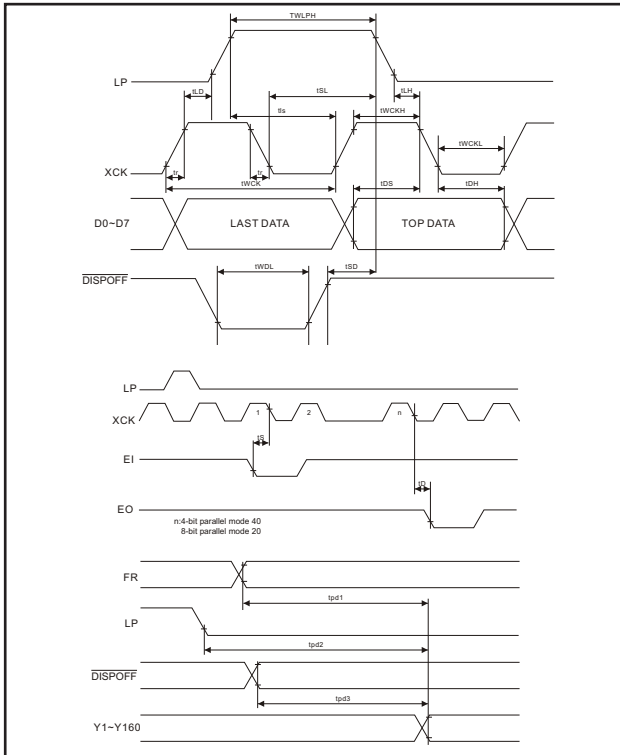 TWLPH
LP
tLD
tSL
tLH
tls
tWCKH
tWCKL
XCK
tr
tr
tWCK
tDS
tDH
D0~D7
LAST DATA
TOP DATA
DISPOFF
tWDL
tSD
LP
XCK
1
2
n
tS
EI
tD
EO
n:4-bit parallel mode 40
8-bit parallel mode 20
FR
tpd1
LP
tpd2
DISPOFF
tpd3
Y1~Y160